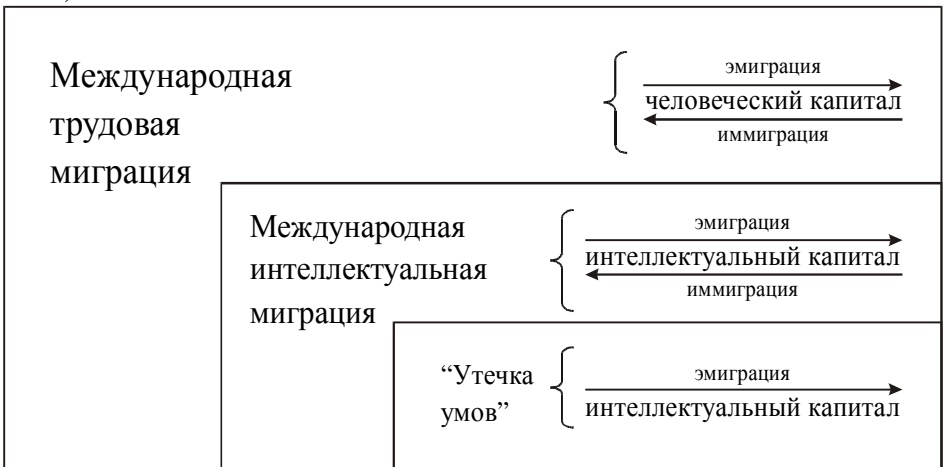 Международная
трудовая
миграция
эмиграция
человеческий капитал
иммиграция
Международная
интеллектуальная
миграция
эмиграция
интеллектуальный капитал
иммиграция
“Утечка
умов”
эмиграция
интеллектуальный капитал